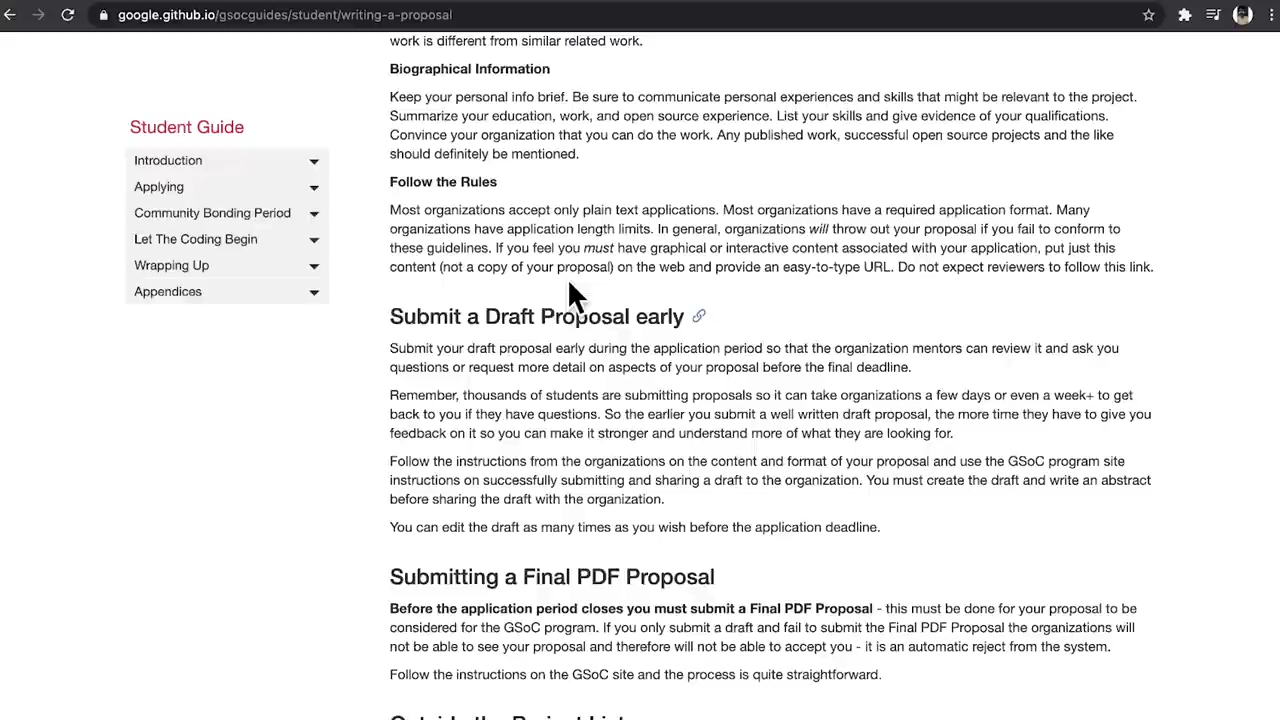 google.github.io/gsocguides/student/writing-a-proposal
work is different from similar related work.
Biographical Information
Keep your personal info brief. Be sure to communicate personal experiences and skills that might be relevant to the project.
Summarize your education, work, and open source experience. List your skills and give evidence of your qualifications.
Convince your organization that you can do the work. Any published work, successful open source projects and the like
should definitely be mentioned.
Student Guide
Introduction
Applying
Community Bonding Period
Let The Coding Begin
Wrapping Up
Appendices
Follow the Rules
Most organizations accept only plain text applications. Most organizations have a required application format. Many
organizations have application length limits. In general, organizations will throw out your proposal if you fail to conform to
these guidelines. If you feel you must have graphical or interactive content associated with your application, put just this
content (not a copy of your proposal) on the web and provide an easy-to-type URL. Do not expect reviewers to follow this link.
Submit a Draft Proposal early
Submit your draft proposal early during the application period so that the organization mentors can review it and ask you
questions or request more detail on aspects of your proposal before the final deadline.
Remember, thousands of students are submitting proposals so it can take organizations a few days or even a week+ to get
back to you if they have questions. So the earlier you submit a well written draft proposal, the more time they have to give you
feedback on it so you can make it stronger and understand more of what they are looking for.
Follow the instructions from the organizations on the content and format of your proposal and use the GSoC program site
instructions on successfully submitting and sharing a draft to the organization. You must create the draft and write an abstract
before sharing the draft with the organization.
You can edit the draft as many times as you wish before the application deadline.
Submitting a Final PDF Proposal
Before the application period closes you must submit a Final PDF Proposal - this must be done for your proposal to be
considered for the GSoC program. If you only submit a draft and fail to submit the Final PDF Proposal the organizations will
not be able to see your proposal and therefore will not be able to accept you - it is an automatic reject from the system.
Follow the instructions on the GSoC site and the process is quite straightforward.
Outside the Project List